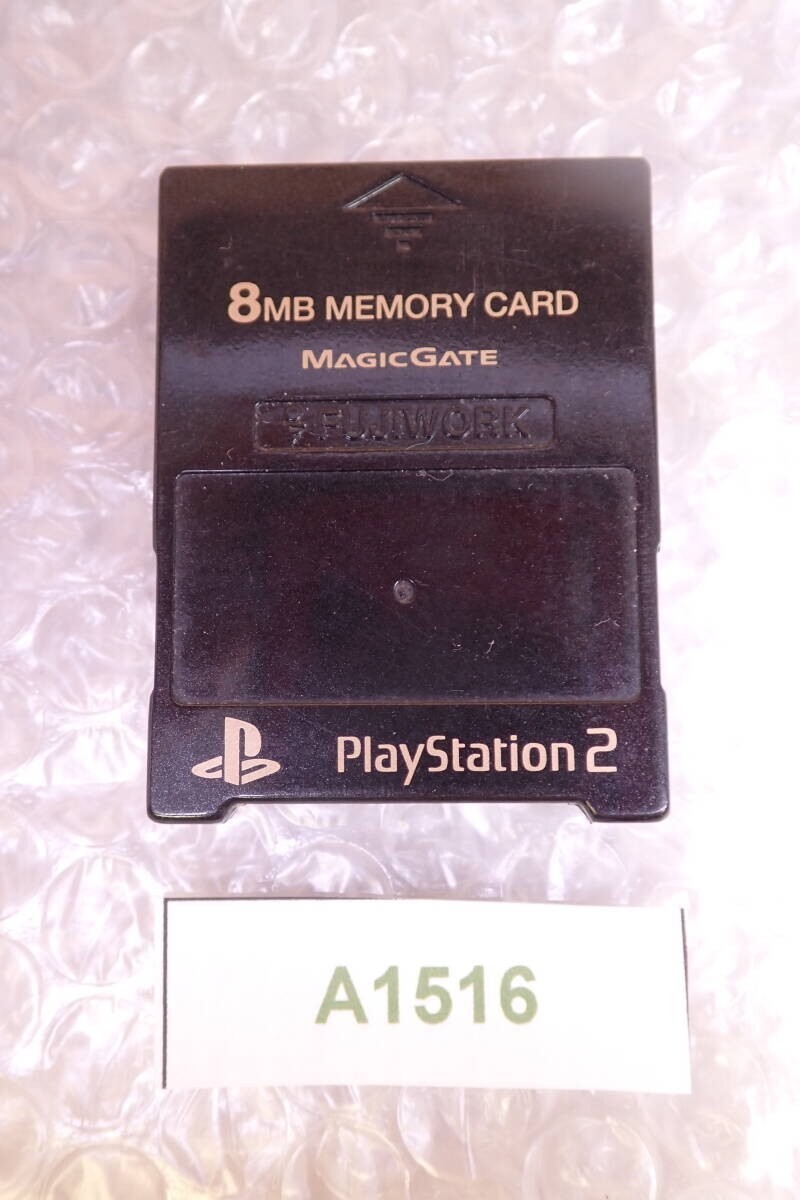 8MB MEMORY CARD
MAGICGATE
FUJIWORK
PlayStation 2
A1516